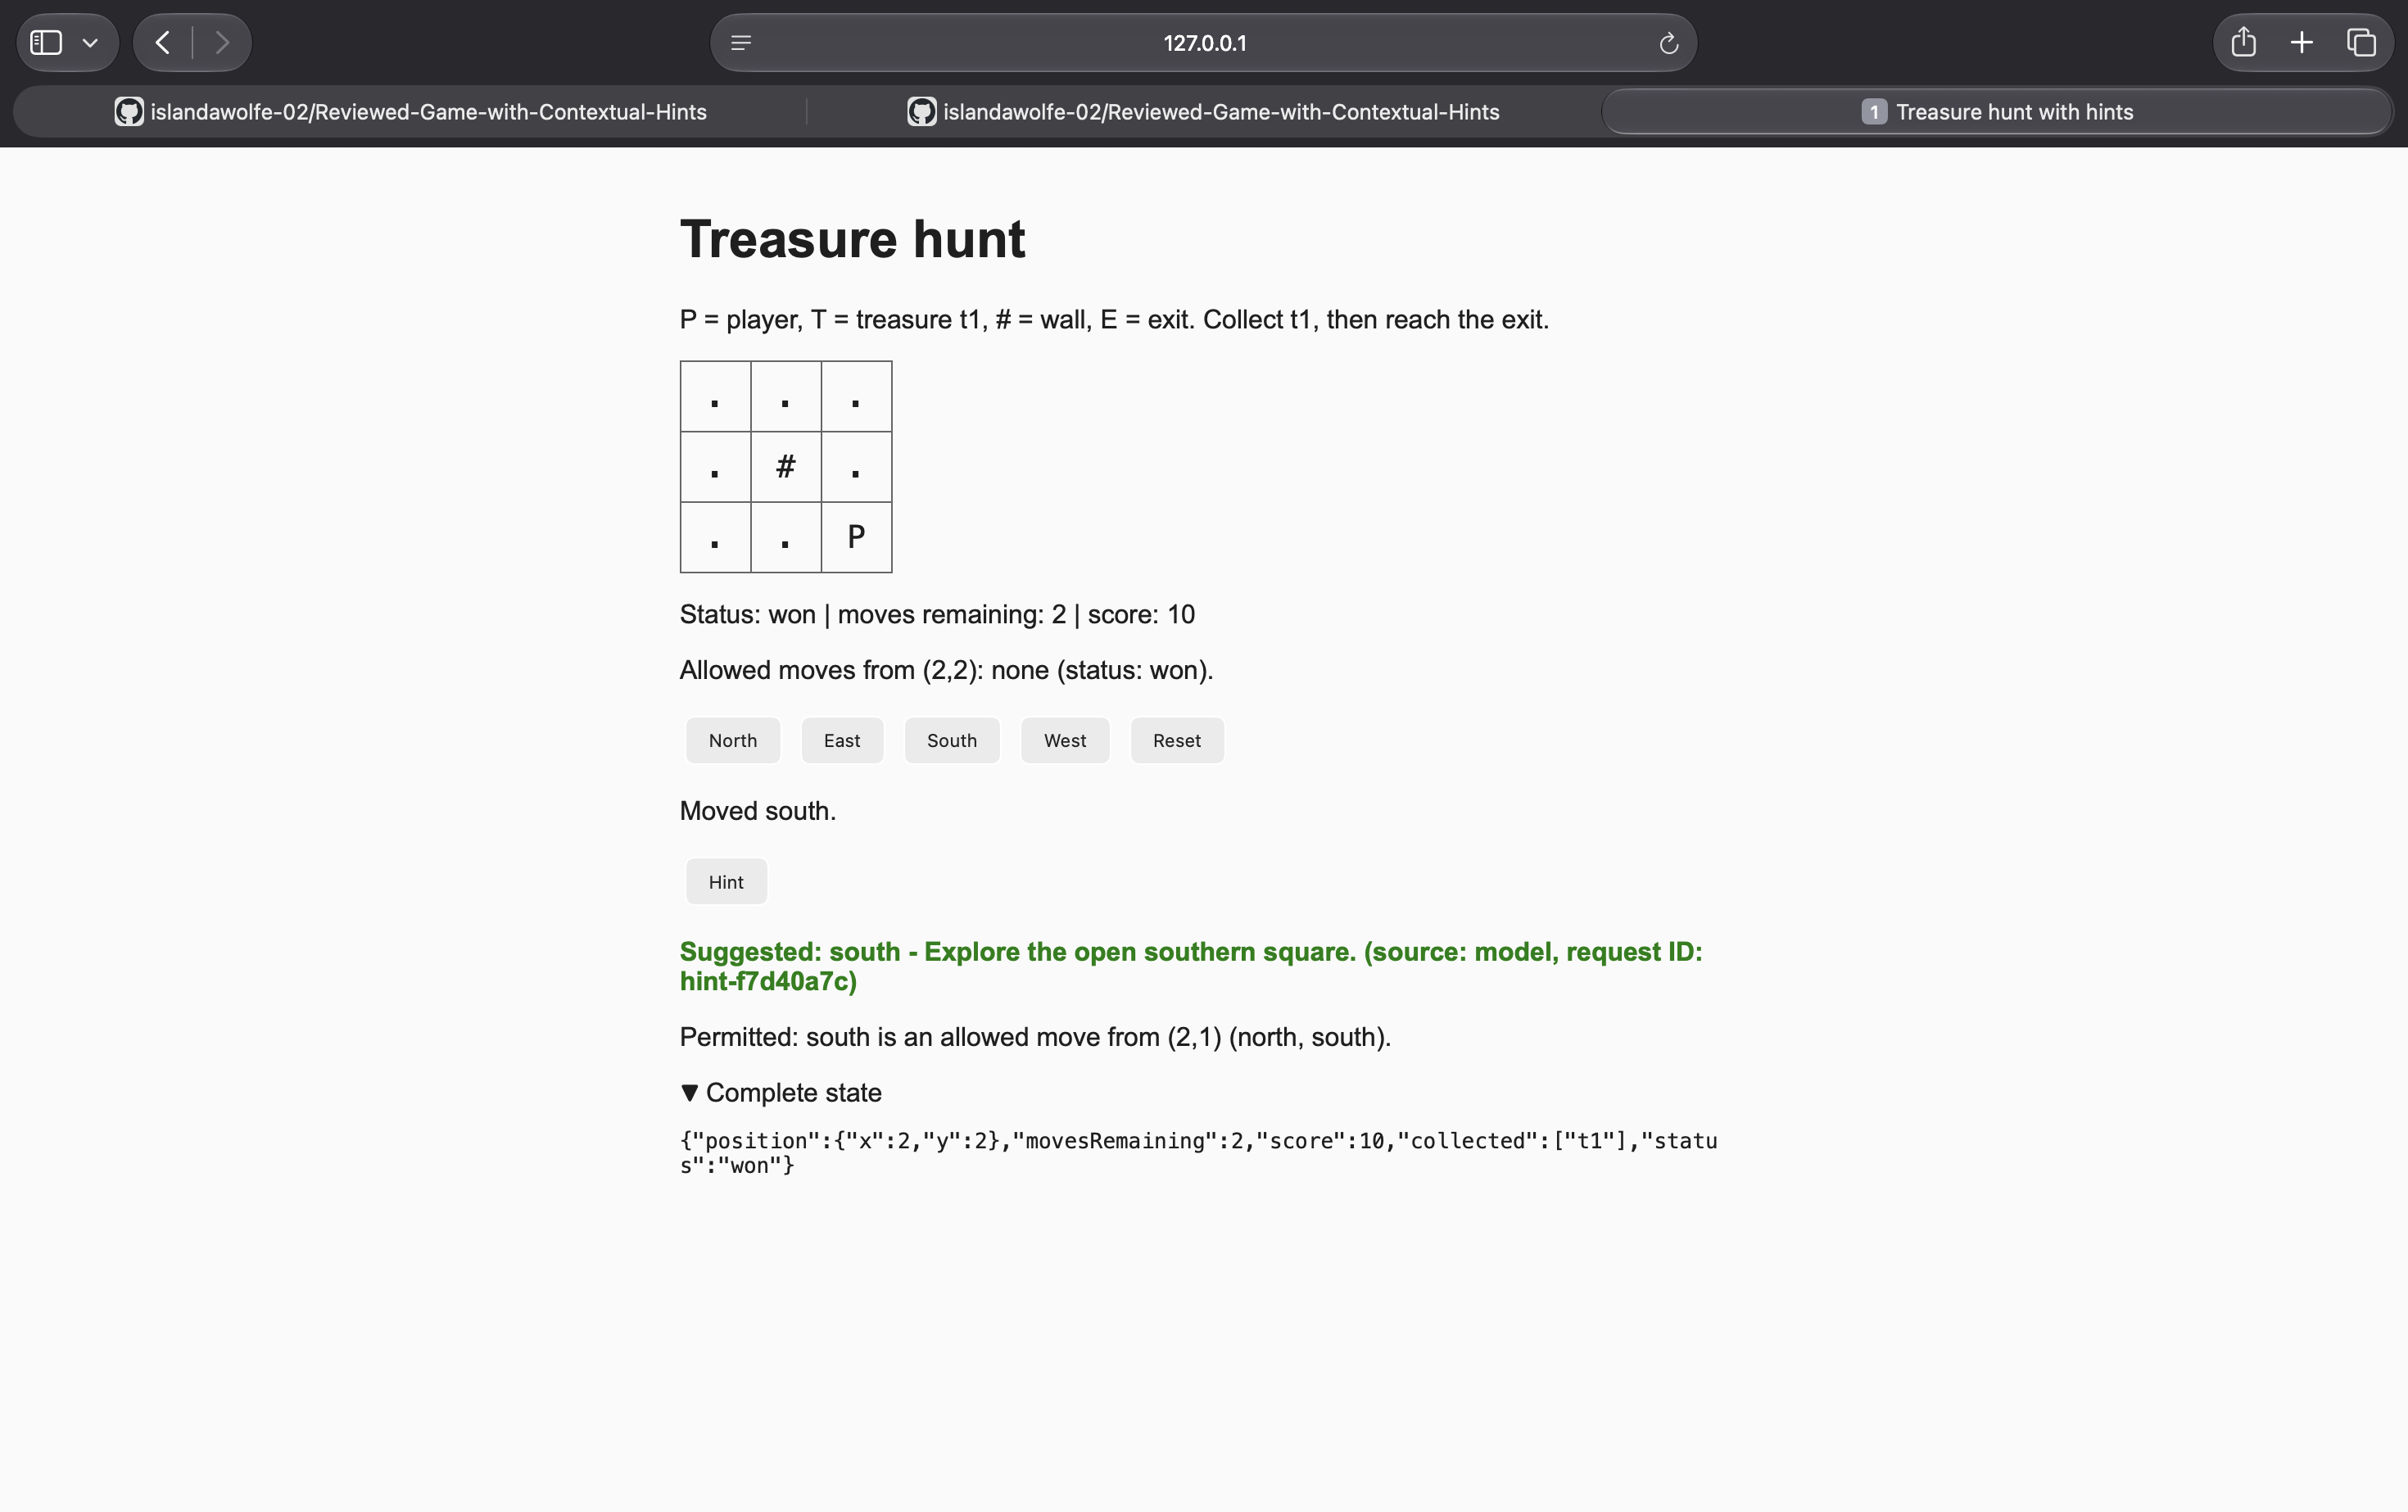 127.0.0.1
islandawolfe-02/Reviewed-Game-with-Contextual-Hints
islandawolfe-02/Reviewed-Game-with-Contextual-Hints
1 Treasure hunt with hints
Treasure hunt
P = player, T = treasure t1, # = wall, E = exit. Collect t1, then reach the exit.
. . .
. # .
. . P
Status: won | moves remaining: 2 | score: 10
Allowed moves from (2,2): none (status: won).
North East South West Reset
Moved south.
Hint
Suggested: south - Explore the open southern square. (source: model, request ID:
hint-f7d40a7c)
Permitted: south is an allowed move from (2,1) (north, south).
▼ Complete state
{"position":{"x":2,"y":2},"movesRemaining":2,"score":10,"collected":["t1"],"statu
s":"won"}